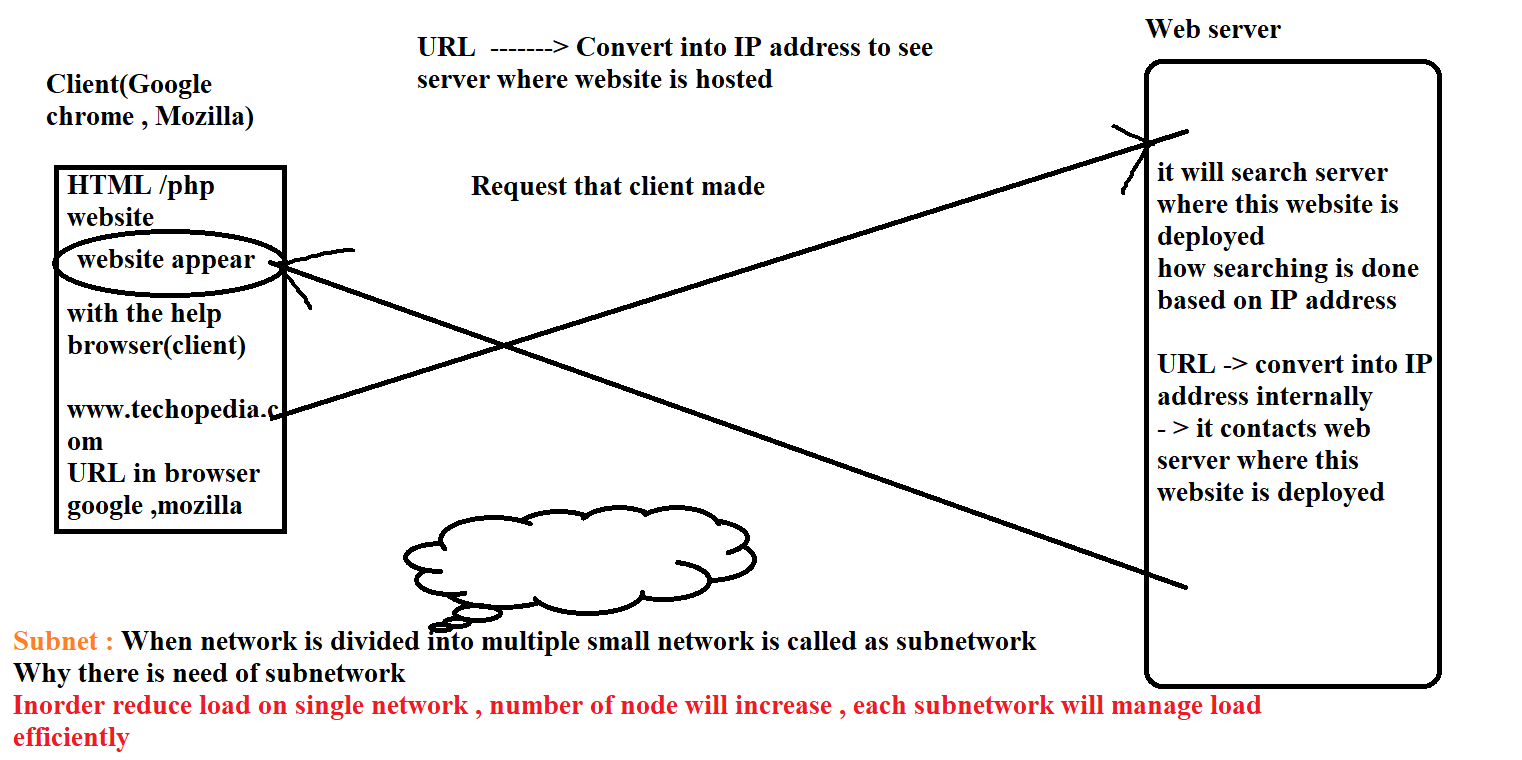 Web server
URL -------> Convert into IP address to see
server where website is hosted
Client(Google
chrome , Mozilla)
HTML /php
website
website appear
with the help
browser(client)
www.techopedia.c
om
URL in browser
google ,mozilla
Request that client made
it will search server
where this website is
deployed
how searching is done
based on IP address
URL -> convert into IP
address internally
- > it contacts web
server where this
website is deployed
Subnet : When network is divided into multiple small network is called as subnetwork
Why there is need of subnetwork
Inorder reduce load on single network , number of node will increase , each subnetwork will manage load
efficiently